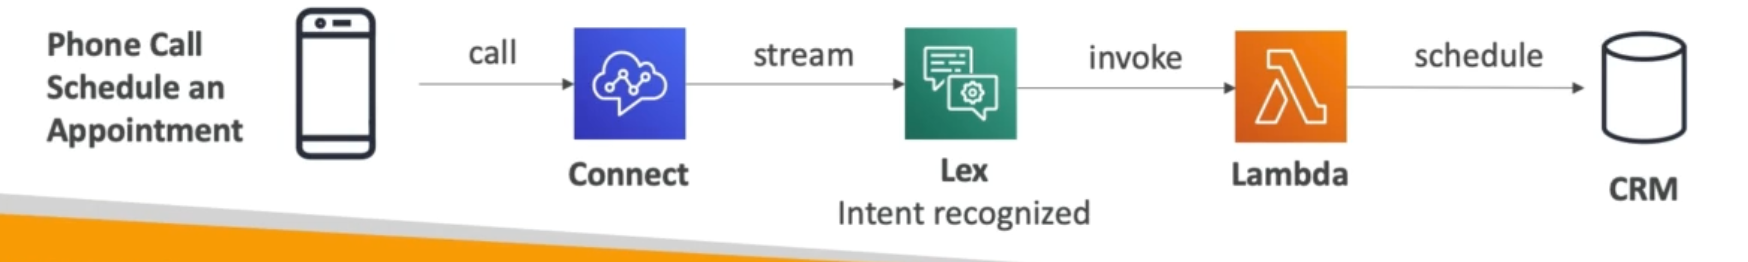 Phone Call
Schedule an
Appointment
call
stream
invoke
schedule
Connect
Lex
Intent recognized
Lambda
CRM